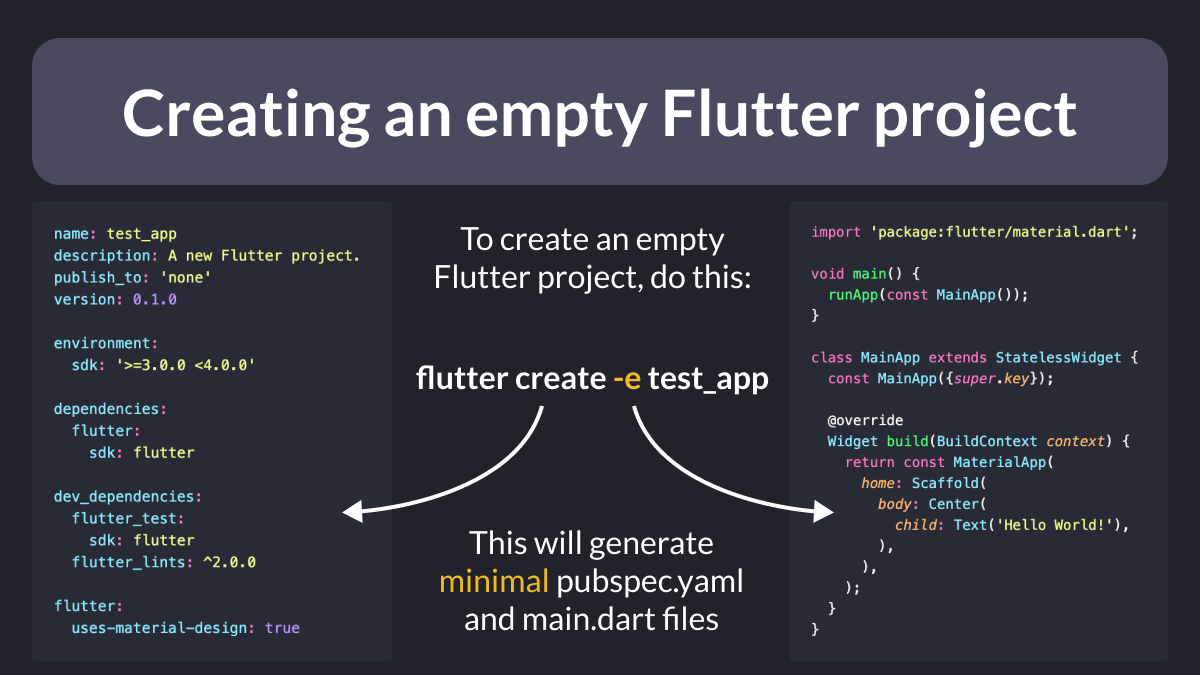 Creating an empty Flutter project
name: test_app
description: A new Flutter project.
publish_to: 'none'
version: 0.1.0
environment:
  sdk: '>=3.0.0 <4.0.0'
dependencies:
  flutter:
    sdk: flutter
dev_dependencies:
  flutter_test:
    sdk: flutter
  flutter_lints: ^2.0.0
flutter:
  uses-material-design: true
To create an empty
Flutter project, do this:
flutter create -e test_app
This will generate
minimal pubspec.yaml
and main.dart files
import 'package:flutter/material.dart';
void main() {
  runApp(const MainApp());
}
class MainApp extends StatelessWidget {
  const MainApp({super.key});
  @override
  Widget build(BuildContext context) {
    return const MaterialApp(
      home: Scaffold(
        body: Center(
          child: Text('Hello World!'),
        ),
      ),
    );
  }
}